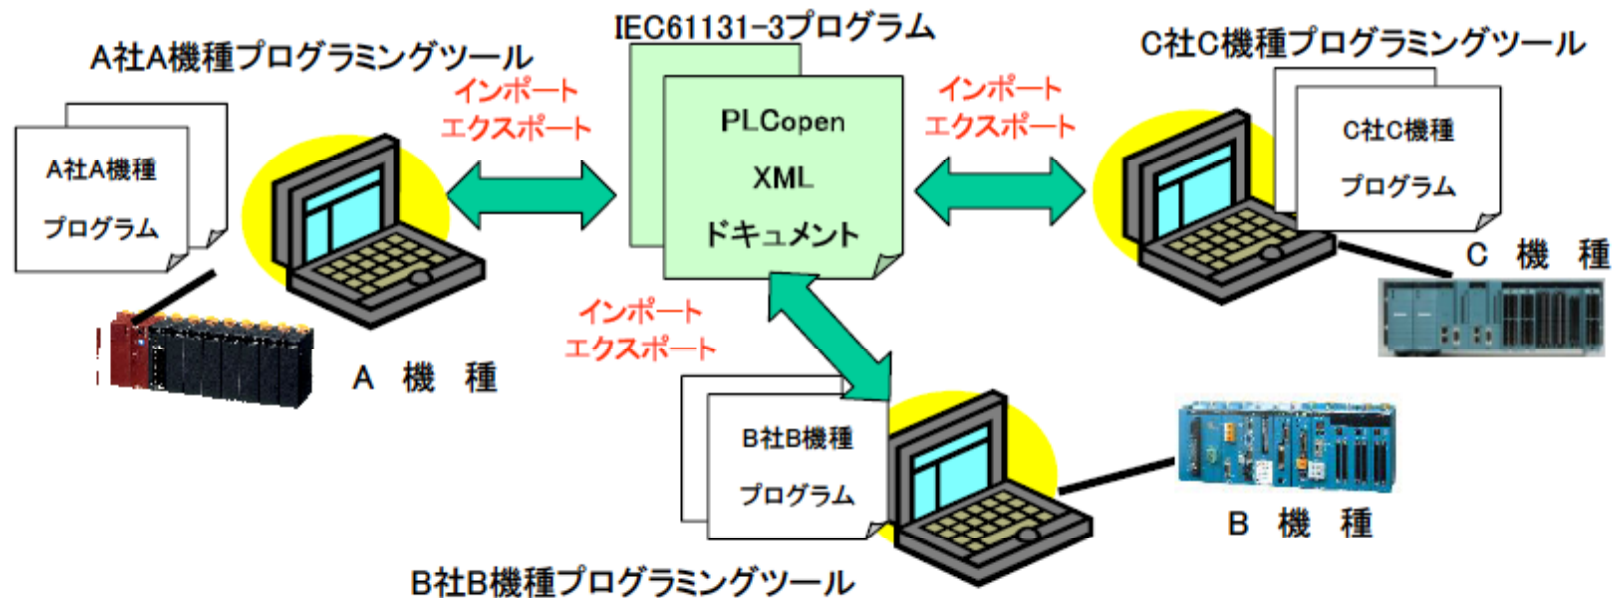 IEC61131-3プログラム
A社A機種プログラミングツール
C社C機種プログラミングツール
インポート
エクスポート
インポート
エクスポート
PLCopen
XML
ドキュメント
A社A機種
プログラム
C社C機種
プログラム
C 機 種
インポート
エクスポート
A 機 種
B社B機種
プログラム
B 機 種
B社B機種プログラミングツール